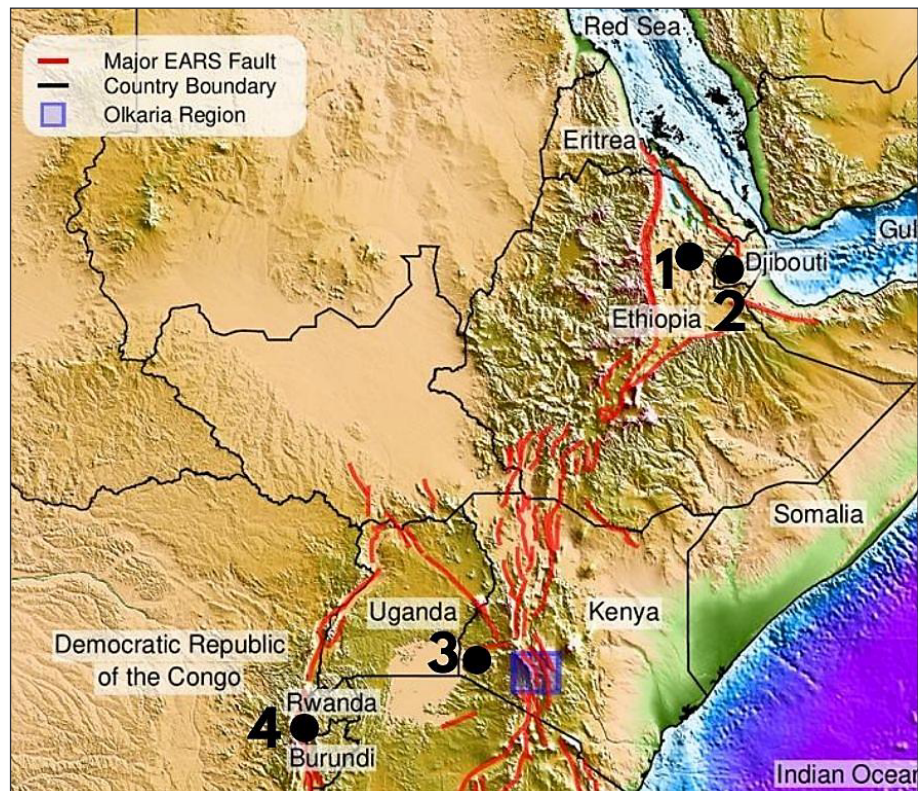 Red Sea
Major EARS Fault
Country Boundary
Olkaria Region
Eritrea
Gul
1
Djibouti
2
Ethiopia
Somalia
Uganda
Kenya
3
Democratic Republic
of the Congo
Rwanda
4
Burundi
Indian Ocean